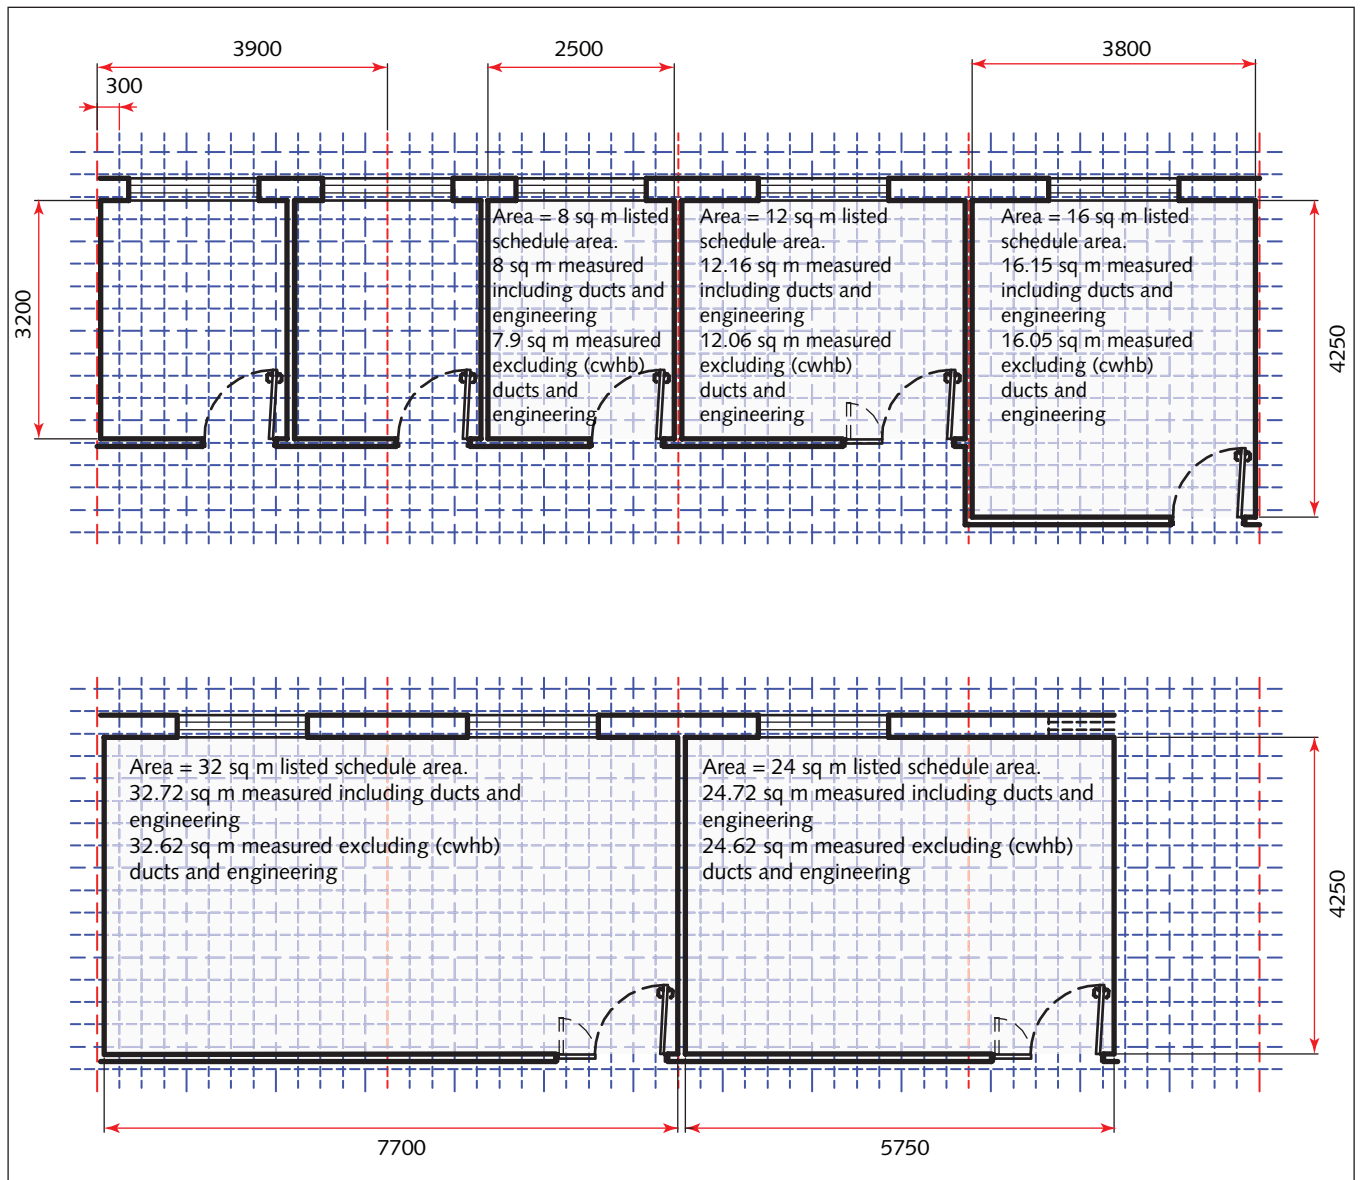 3900
2500
3800
300
3200
Area = 8 sq m listed
schedule area.
8 sq m measured
including ducts and
engineering
7.9 sq m measured
excluding (cwhb)
ducts and
engineering
Area = 12 sq m listed
schedule area.
12.16 sq m measured
including ducts and
engineering
12.06 sq m measured
excluding (cwhb)
ducts and
engineering
Area = 16 sq m listed
schedule area.
16.15 sq m measured
including ducts and
engineering
16.05 sq m measured
excluding (cwhb)
ducts and
engineering
4250
Area = 32 sq m listed schedule area.
32.72 sq m measured including ducts and
engineering
32.62 sq m measured excluding (cwhb)
ducts and engineering
Area = 24 sq m listed schedule area.
24.72 sq m measured including ducts and
engineering
24.62 sq m measured excluding (cwhb)
ducts and engineering
4250
7700
5750